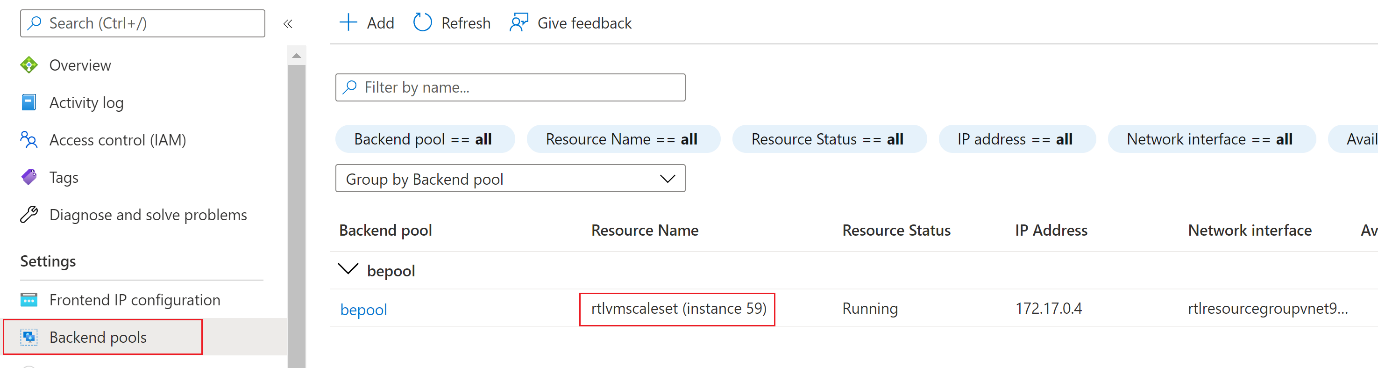 Search (Ctrl+/)
«
Overview
Activity log
Access control (IAM)
Tags
Diagnose and solve problems
Settings
Frontend IP configuration
Backend pools
Add Refresh Give feedback
Filter by name...
Backend pool == all Resource Name == all Resource Status == all IP address == all Network interface == all Avail
Group by Backend pool
Backend pool Resource Name Resource Status IP Address Network interface Av
bepool
bepool rtlvmscaleset (instance 59) Running 172.17.0.4 rtlresourcegroupvnet9...